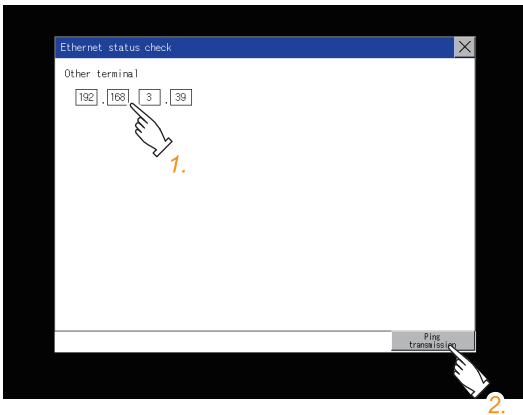 Ethernet status check
Other terminal
192 . 168 . 3 . 39
1.
Ping
transmission
2.